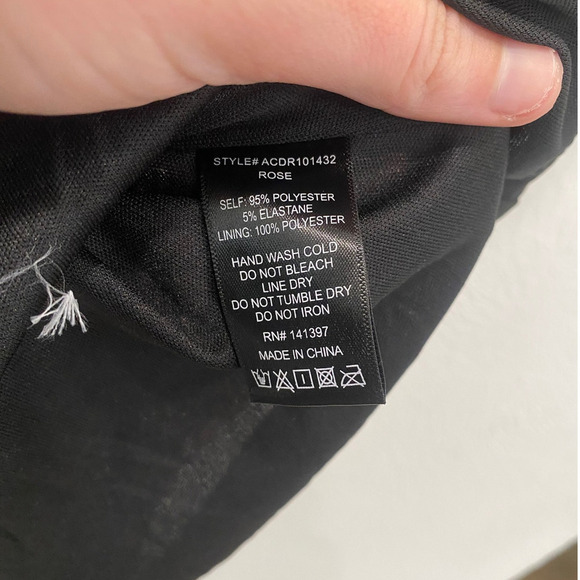 STYLE# ACDR101432
ROSE
SELF: 95% POLYESTER
5% ELASTANE
LINING: 100% POLYESTER
HAND WASH COLD
DO NOT BLEACH
LINE DRY
DO NOT TUMBLE DRY
DO NOT IRON
RN# 141397
MADE IN CHINA